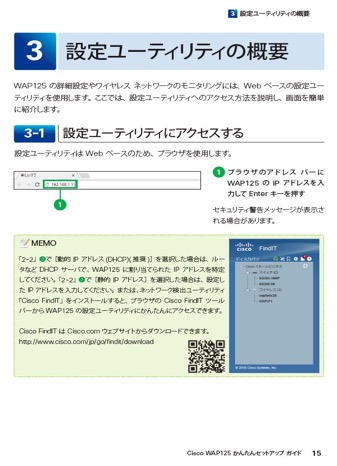 3 設定ユーティリティの概要
3 設定ユーティリティの概要
WAP125 の詳細設定やワイヤレス ネットワークのモニタリングには、Web ベースの設定ユー
ティリティを使用します。ここでは、設定ユーティリティへのアクセス方法を説明し、画面を簡単
に紹介します。
3-1 設定ユーティリティにアクセスする
設定ユーティリティは Web ベースのため、ブラウザを使用します。
1
1 ブラウザのアドレス バーに
WAP125 の IP アドレスを入
力して Enter キーを押す
セキュリティ警告メッセージが表示さ
れる場合があります。
MEMO
「2-2」2で［動的 IP アドレス(DHCP)(推奨)］を選択した場合は、ルー
タなど DHCP サーバで、WAP125 に割り当てられた IP アドレスを特定
してください。「2-2」2で［静的 IP アドレス］を選択した場合は、設定し
た IP アドレスを入力してください。または、ネットワーク検出ユーティリティ
「Cisco FindIT」をインストールすると、ブラウザの Cisco FindIT ツール
バーから WAP125 の設定ユーティリティにかんたんにアクセスできます。
Cisco FindIT は Cisco.com ウェブサイトからダウンロードできます。
http://www.cisco.com/jp/go/findit/download
CISCO FindIT
Cisco WAP125 かんたんセットアップ ガイド 15